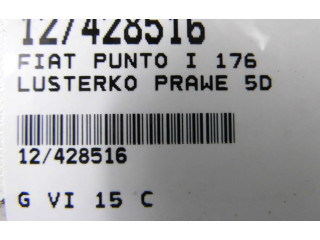 12/428516
FIAT PUNTO I 176
LUSTERKO PRAWE 5D
12/428516
G VI 15 C